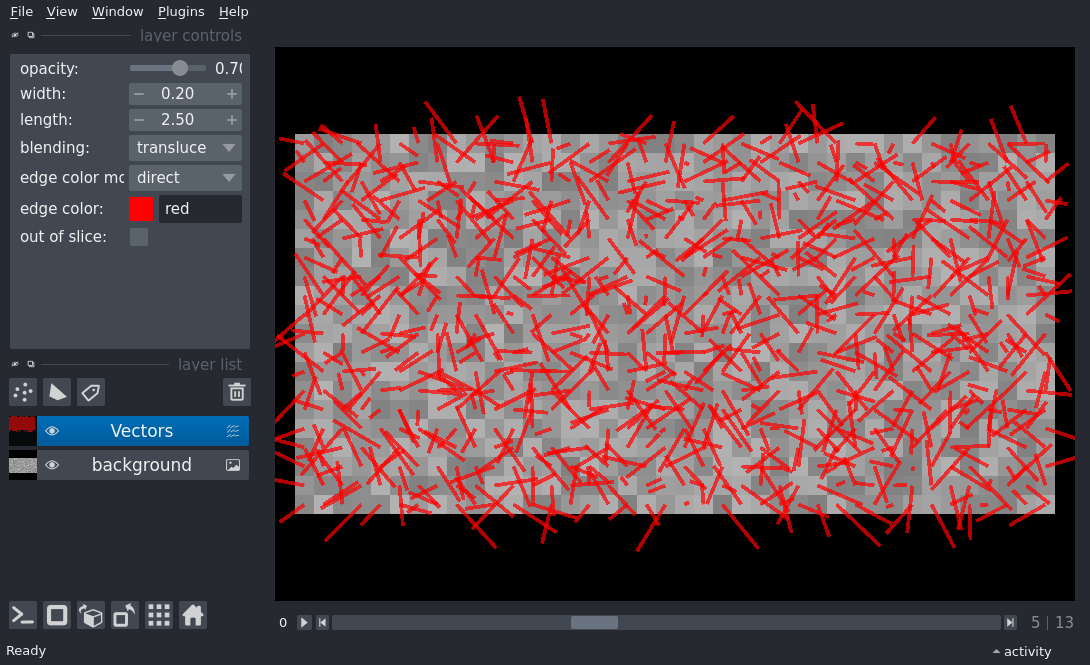 File View Window Plugins Help
layer controls
opacity: 0.70
width: − 0.20 +
length: − 2.50 +
blending: transluce
edge color mo direct
edge color: red
out of slice:
layer list
Vectors
background
0 5 | 13
Ready activity